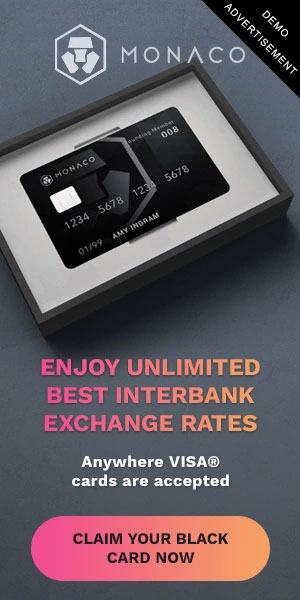 DEMO
ADVERTISEMENT
MONACO
MONACO
Founding Member
008
1234 5678 1234 5678
01/99 AMY INGRAM
ENJOY UNLIMITED
BEST INTERBANK
EXCHANGE RATES
Anywhere VISA®
cards are accepted
CLAIM YOUR BLACK
CARD NOW